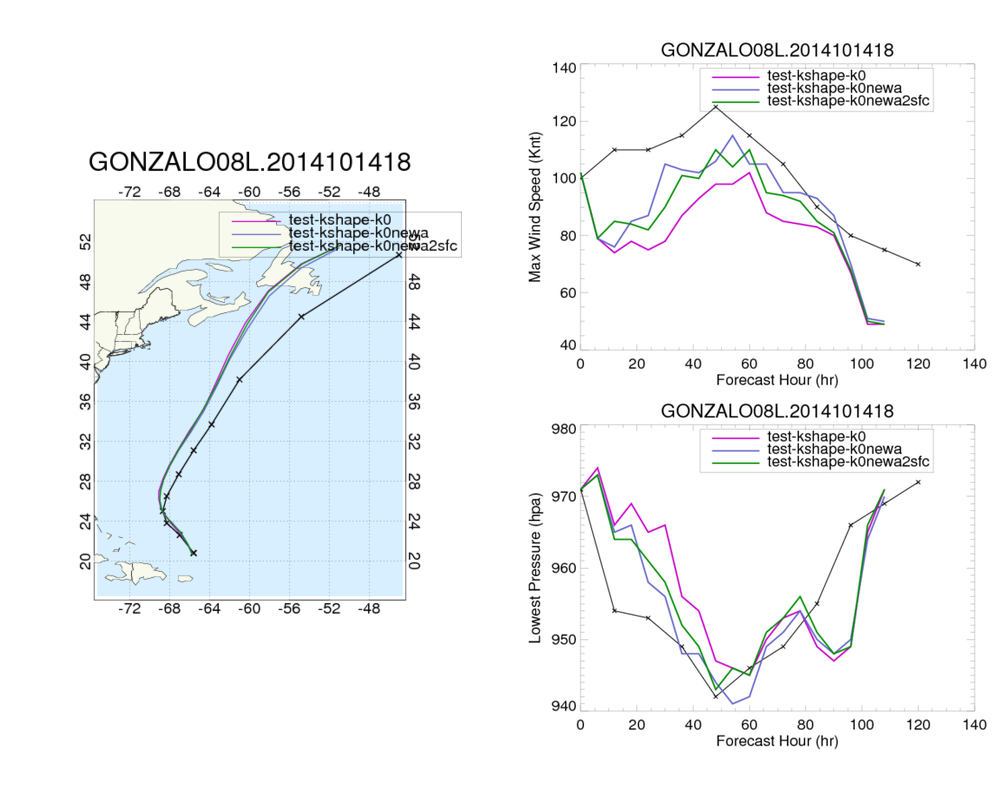 GONZALO08L.2014101418
-72 -68 -64 -60 -56 -52 -48
test-kshape-k0
test-kshape-k0newa
test-kshape-k0newa2sfc
52
48 48
44 44
40 40
36 36
32 32
28 28
24 24
20 20
-72 -68 -64 -60 -56 -52 -48
GONZALO08L.2014101418
test-kshape-k0
test-kshape-k0newa
test-kshape-k0newa2sfc
Max Wind Speed (Knt)
140
120
100
80
60
40
0 20 40 60 80 100 120 140
Forecast Hour (hr)
GONZALO08L.2014101418
test-kshape-k0
test-kshape-k0newa
test-kshape-k0newa2sfc
Lowest Pressure (hpa)
980
970
960
950
940
0 20 40 60 80 100 120 140
Forecast Hour (hr)